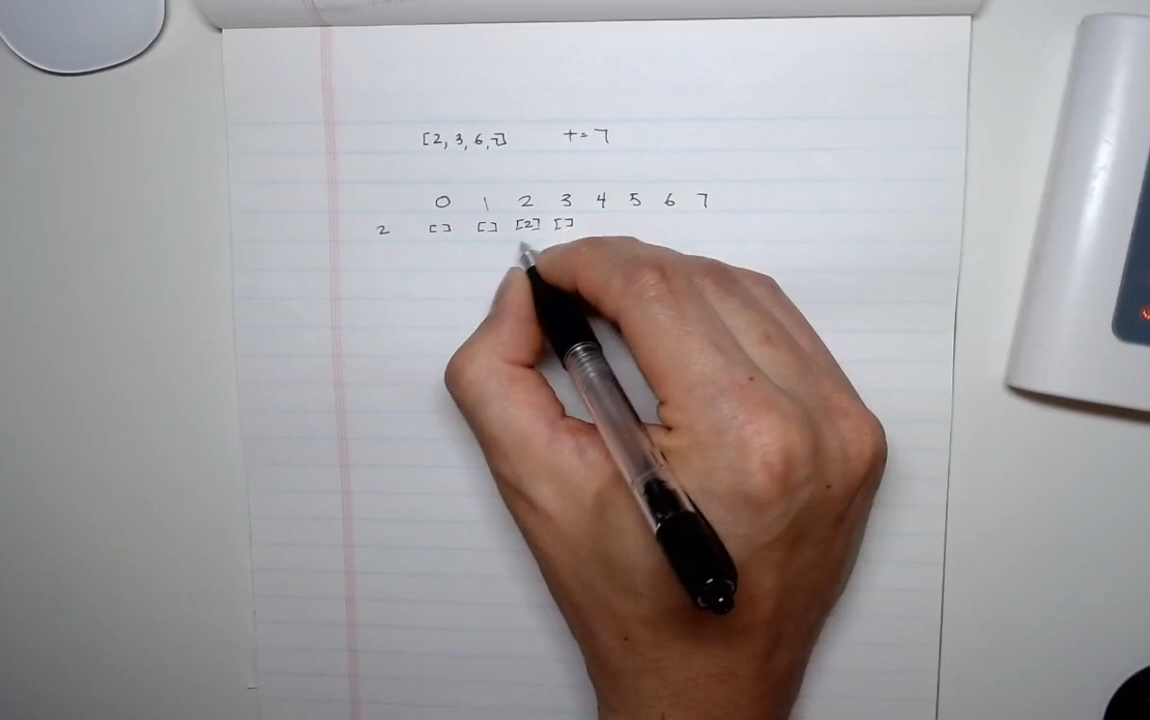 [2, 3, 6, 7] t = 7
0 1 2 3 4 5 6 7
2 [ ] [ ] [2] [ ]